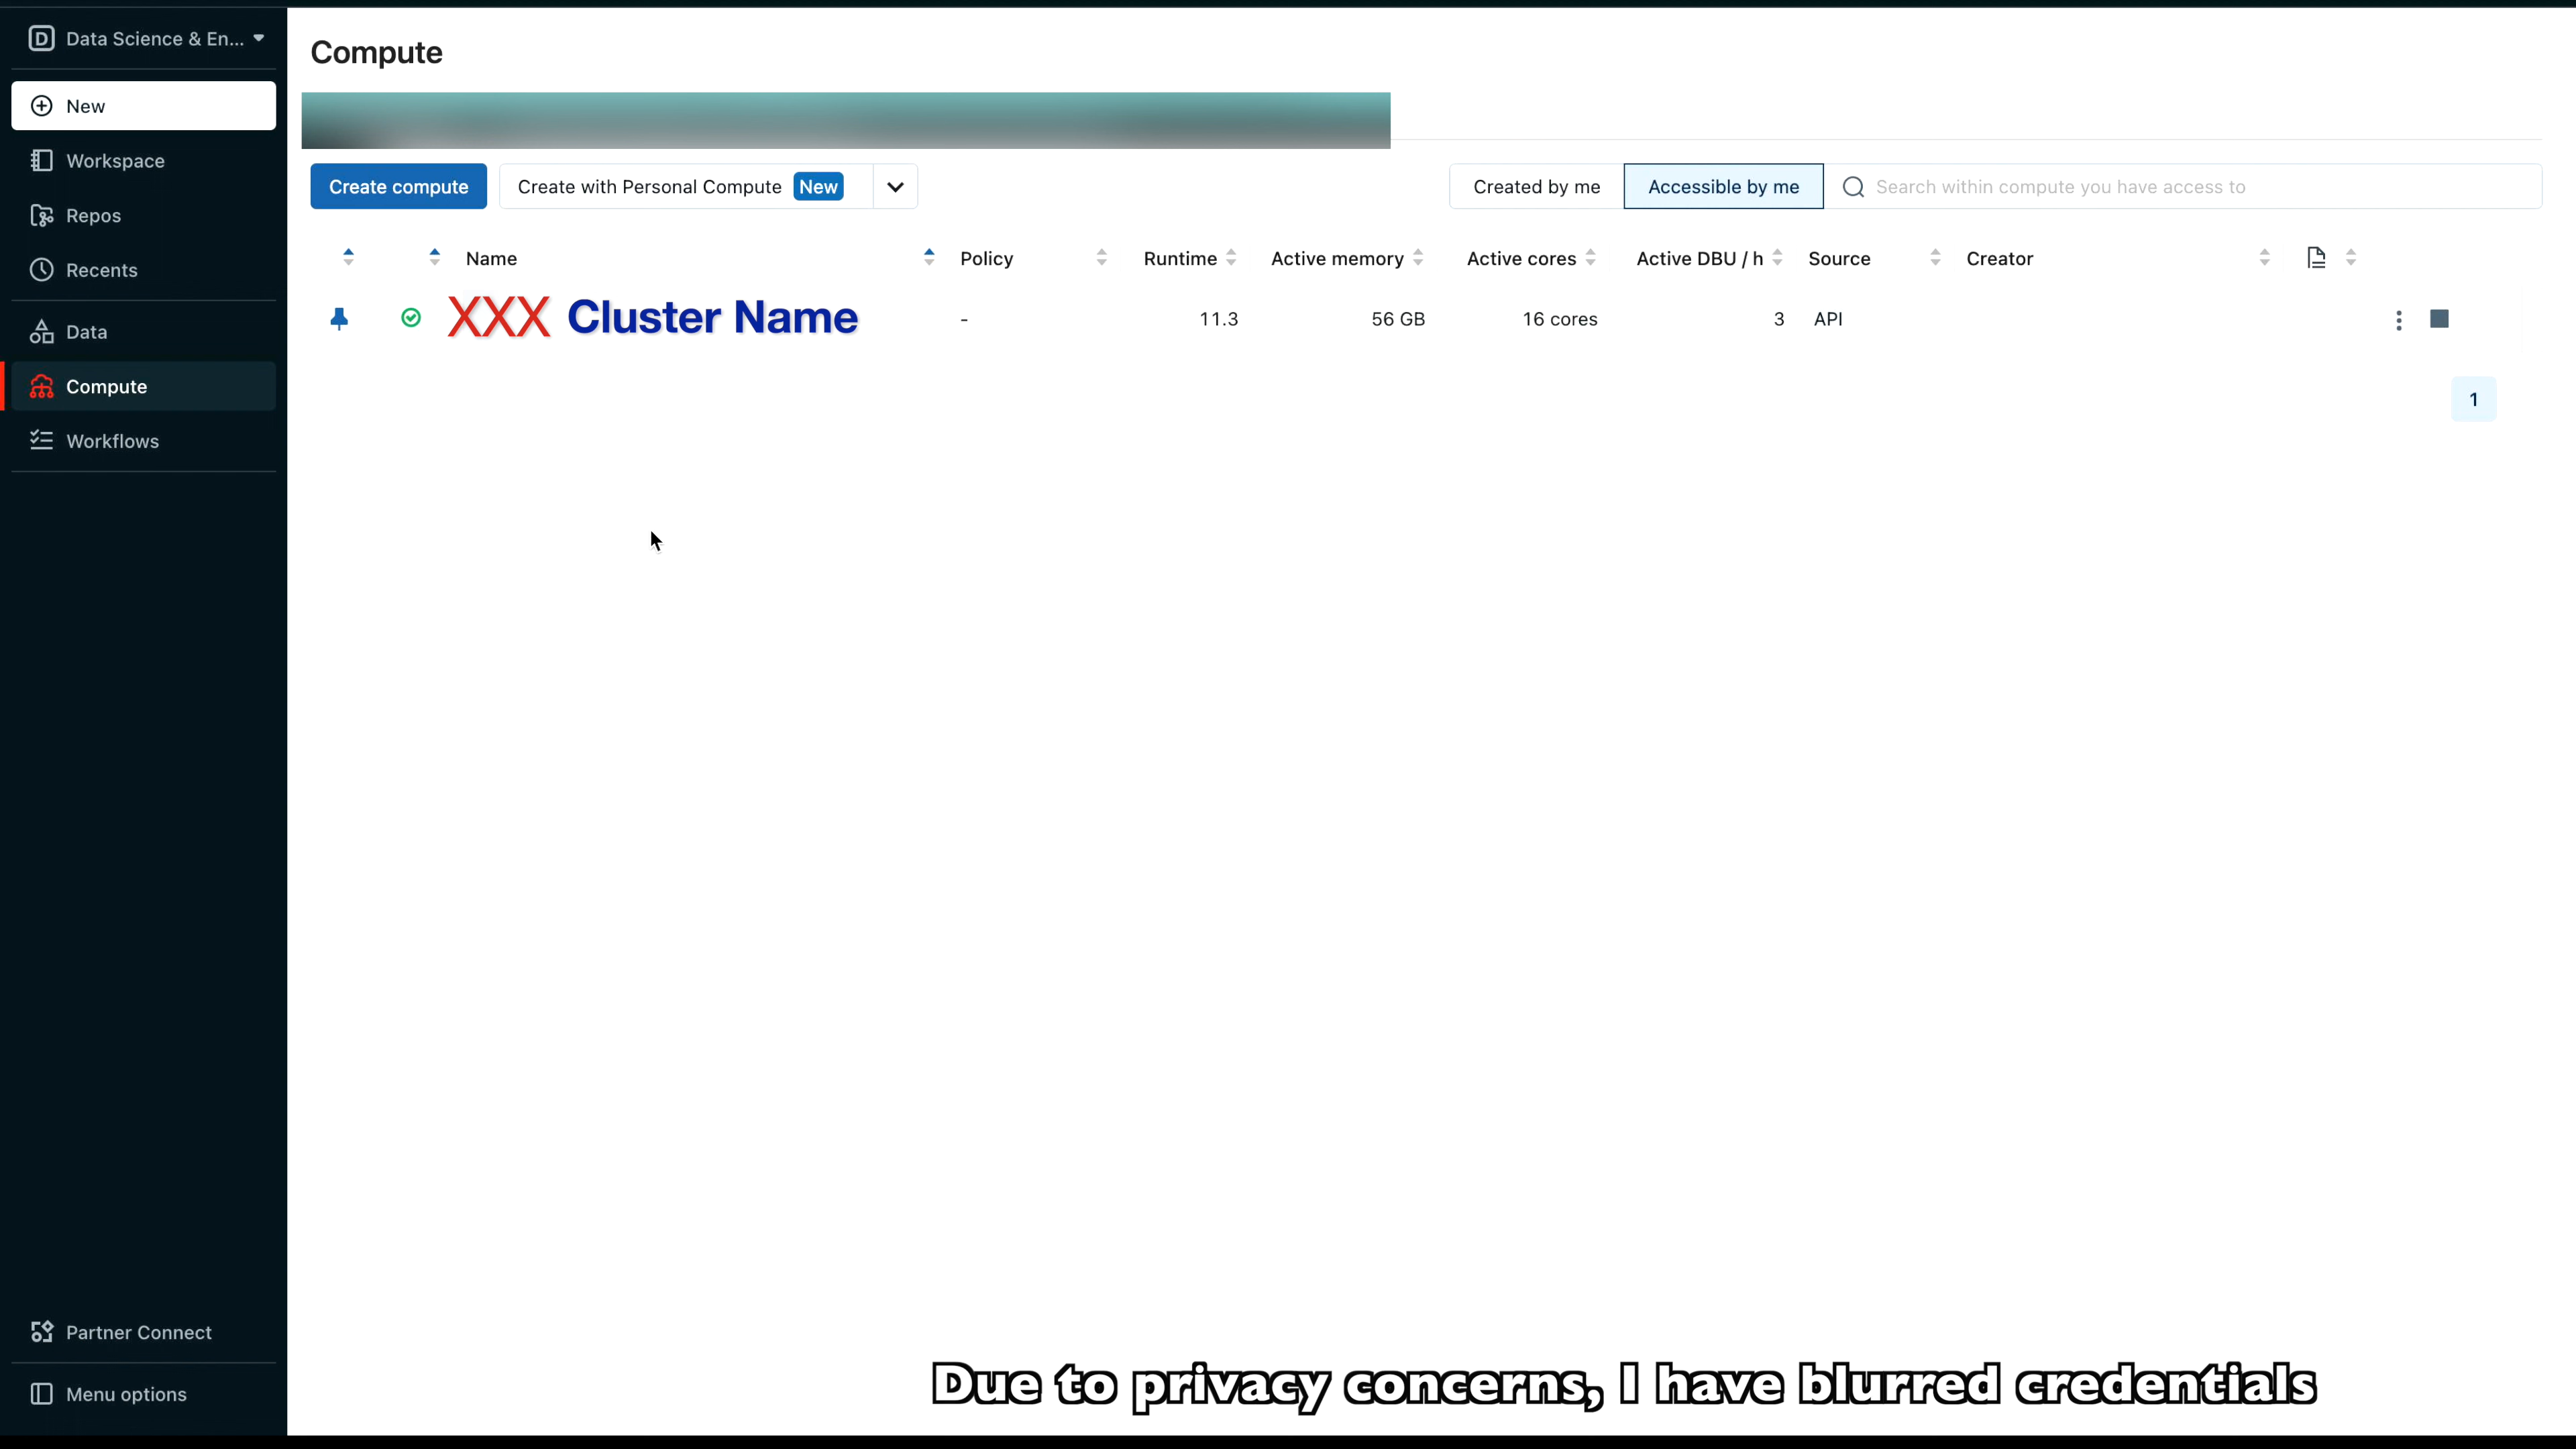 Data Science & En...
New
Workspace
Repos
Recents
Data
Compute
Workflows
Partner Connect
Menu options
Compute
Create compute
Create with Personal Compute New
Created by me
Accessible by me
Search within compute you have access to
Name Policy Runtime Active memory Active cores Active DBU / h Source Creator
XXX Cluster Name - 11.3 56 GB 16 cores 3 API
1
Due to privacy concerns, I have blurred credentials